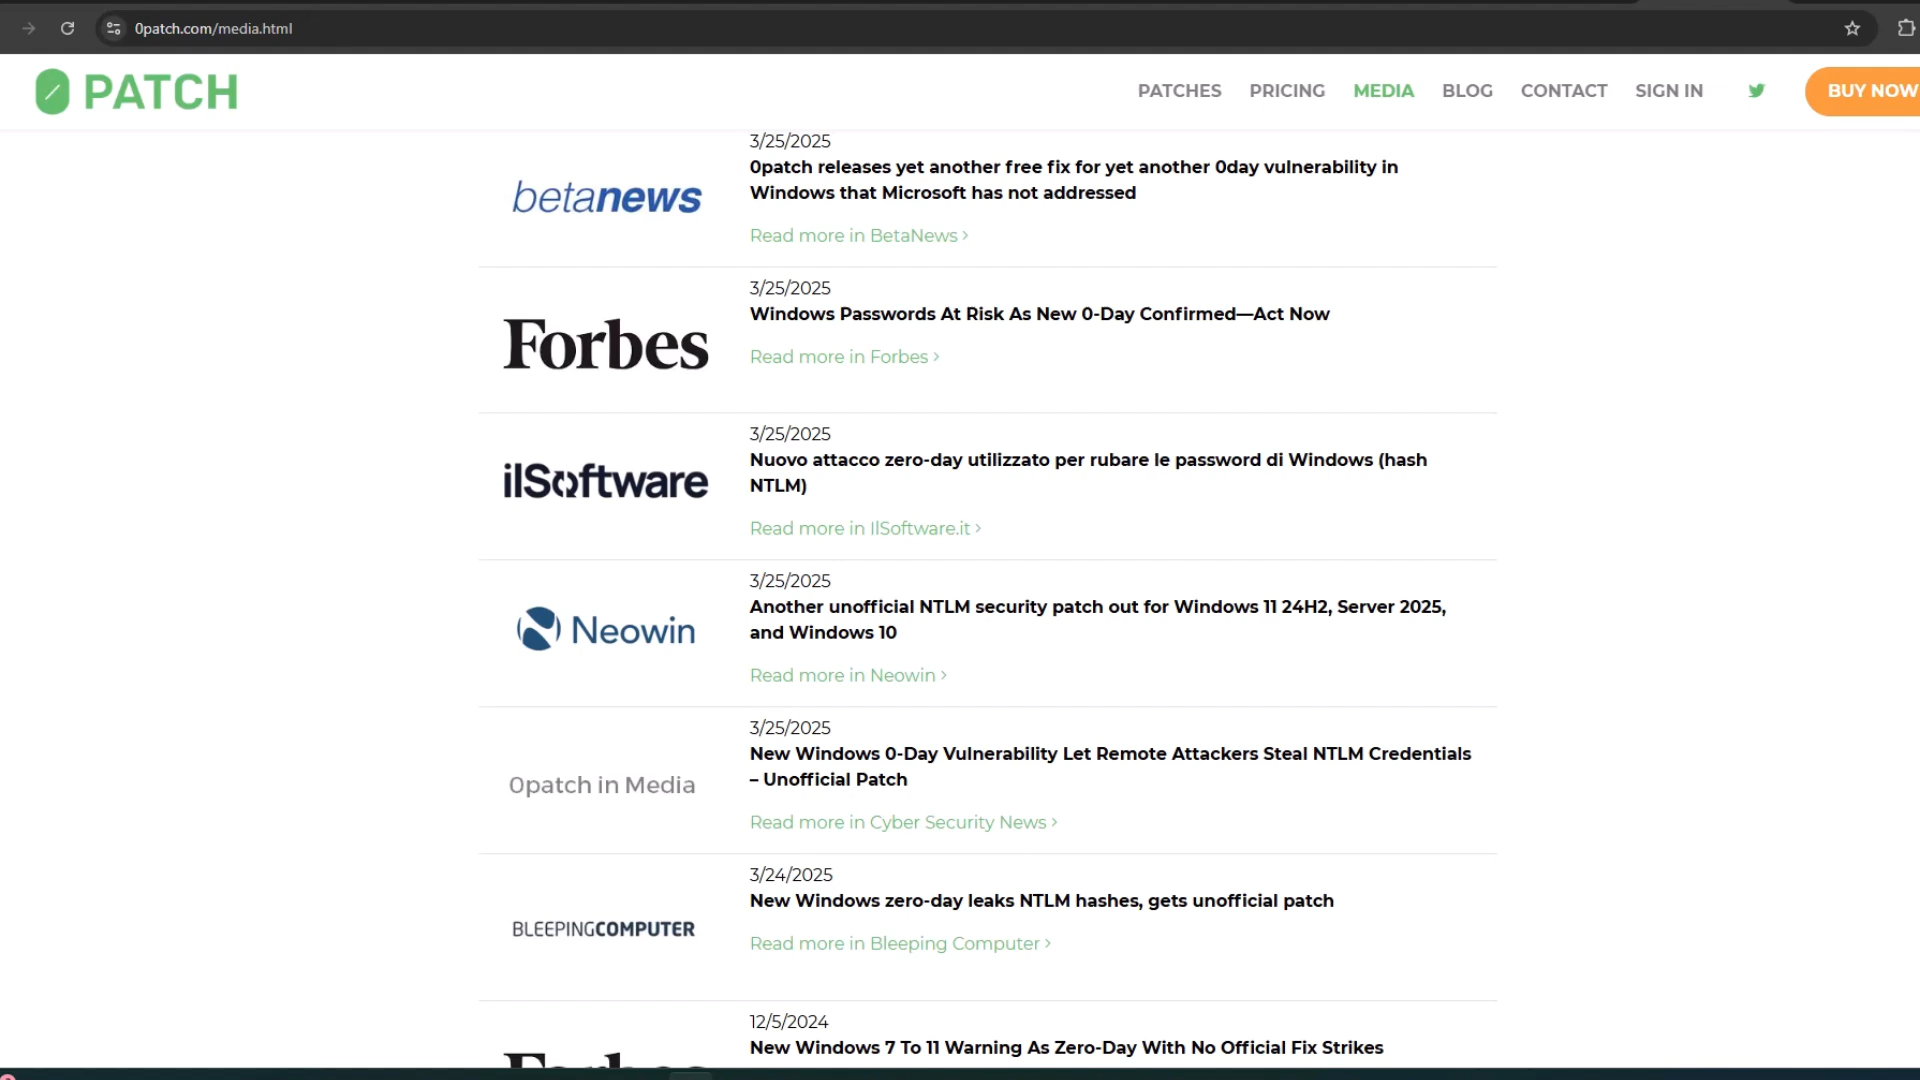 0patch.com/media.html
0 PATCH
PATCHES PRICING MEDIA BLOG CONTACT SIGN IN BUY NOW
3/25/2025
0patch releases yet another free fix for yet another 0day vulnerability in
Windows that Microsoft has not addressed
betanews
Read more in BetaNews >
3/25/2025
Windows Passwords At Risk As New 0-Day Confirmed—Act Now
Forbes
Read more in Forbes >
3/25/2025
Nuovo attacco zero-day utilizzato per rubare le password di Windows (hash
NTLM)
ilSoftware
Read more in IlSoftware.it >
3/25/2025
Another unofficial NTLM security patch out for Windows 11 24H2, Server 2025,
and Windows 10
Neowin
Read more in Neowin >
3/25/2025
New Windows 0-Day Vulnerability Let Remote Attackers Steal NTLM Credentials
– Unofficial Patch
0patch in Media
Read more in Cyber Security News >
3/24/2025
New Windows zero-day leaks NTLM hashes, gets unofficial patch
BLEEPINGCOMPUTER
Read more in Bleeping Computer >
12/5/2024
New Windows 7 To 11 Warning As Zero-Day With No Official Fix Strikes
Forbes